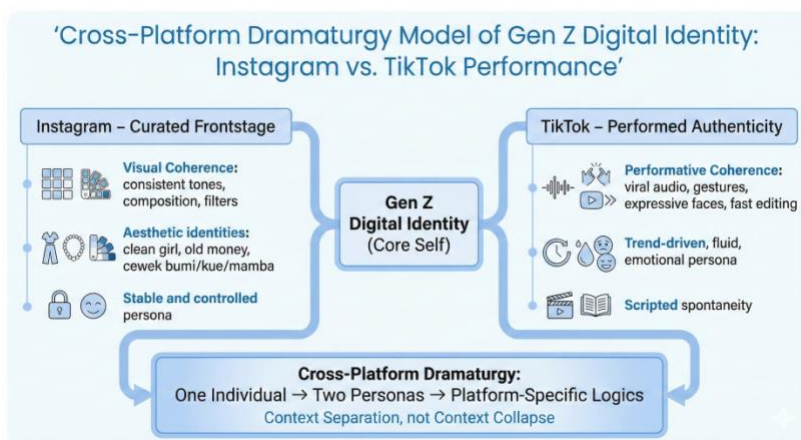 ‘Cross-Platform Dramaturgy Model of Gen Z Digital Identity:
Instagram vs. TikTok Performance’
Instagram – Curated Frontstage
Visual Coherence:
consistent tones,
composition, filters
Aesthetic identities:
clean girl, old money,
cewek bumi/kue/mamba
Stable and controlled
persona
Gen Z
Digital Identity
(Core Self)
TikTok – Performed Authenticity
Performative Coherence:
viral audio, gestures,
expressive faces, fast editing
Trend-driven, fluid,
emotional persona
Scripted spontaneity
Cross-Platform Dramaturgy:
One Individual → Two Personas → Platform-Specific Logics
Context Separation, not Context Collapse